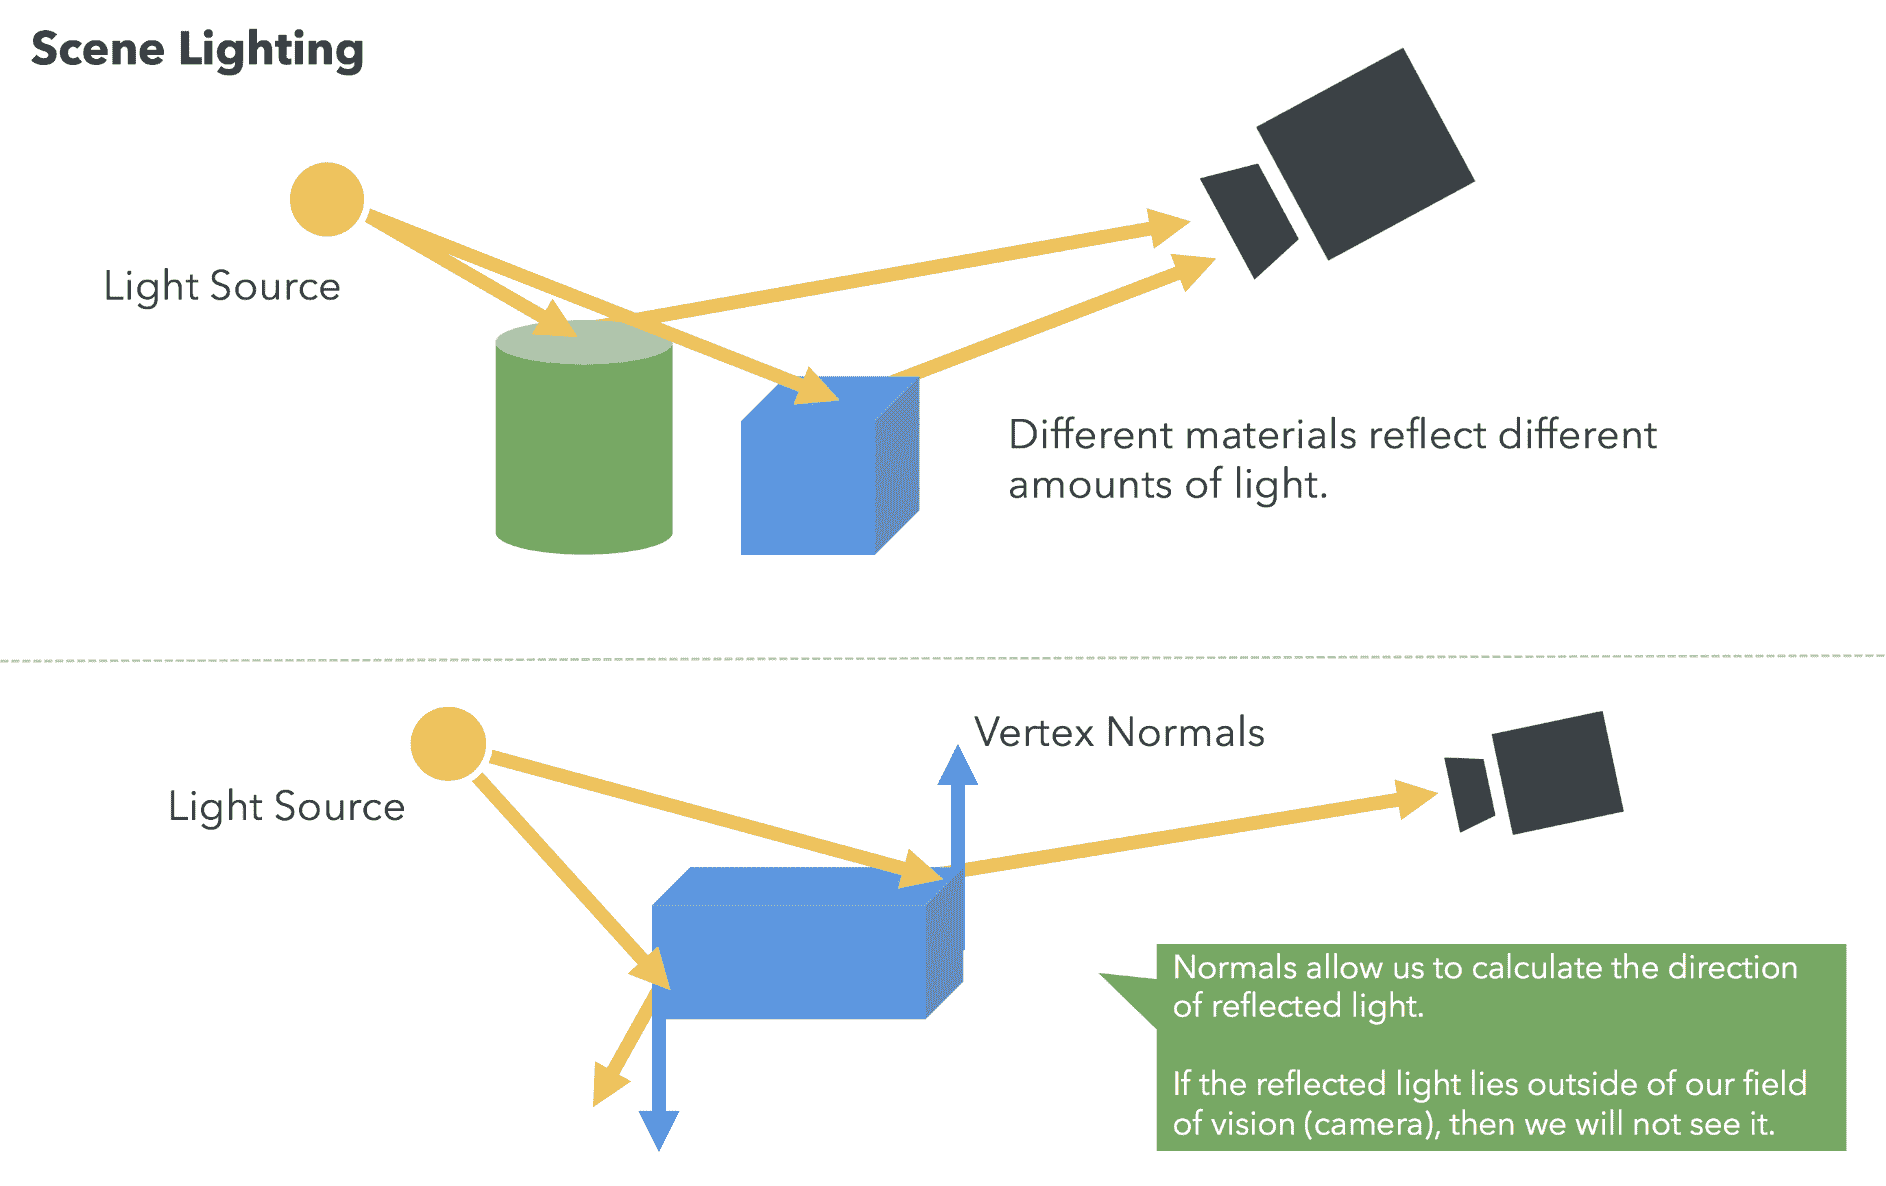 Scene Lighting
Light Source
Different materials reflect different
amounts of light.
Vertex Normals
Light Source
Normals allow us to calculate the direction
of reflected light.
If the reflected light lies outside of our field
of vision (camera), then we will not see it.